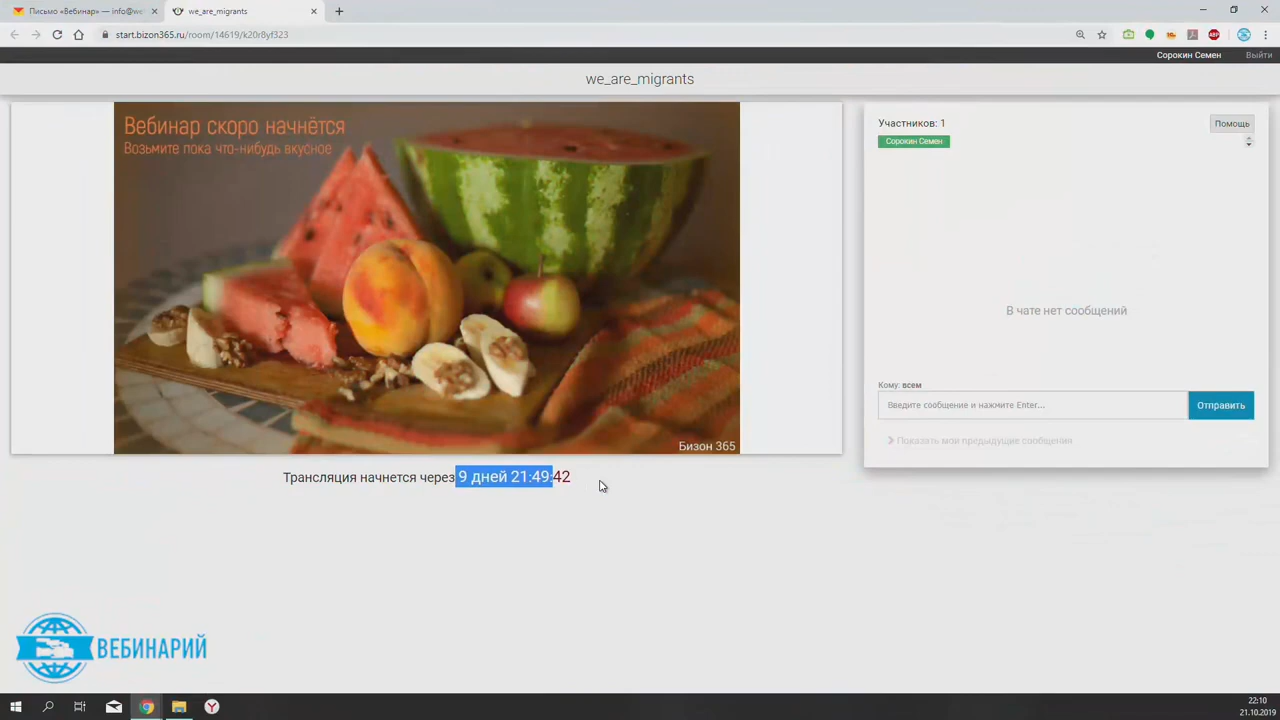 Письмо «Вебинар» — info@we
we_are_migrants
start.bizon365.ru/room/14619/k20r8yf323
Сорокин Семен
Выйти
we_are_migrants
Вебинар скоро начнётся
Возьмите пока что-нибудь вкусное
Бизон 365
Трансляция начнется через 9 дней 21:49:42
Участников: 1
Помощь
Сорокин Семен
В чате нет сообщений
Кому: всем
Введите сообщение и нажмите Enter...
Отправить
Показать мои предыдущие сообщения
ВЕБИНАРИЙ
22:10
21.10.2019